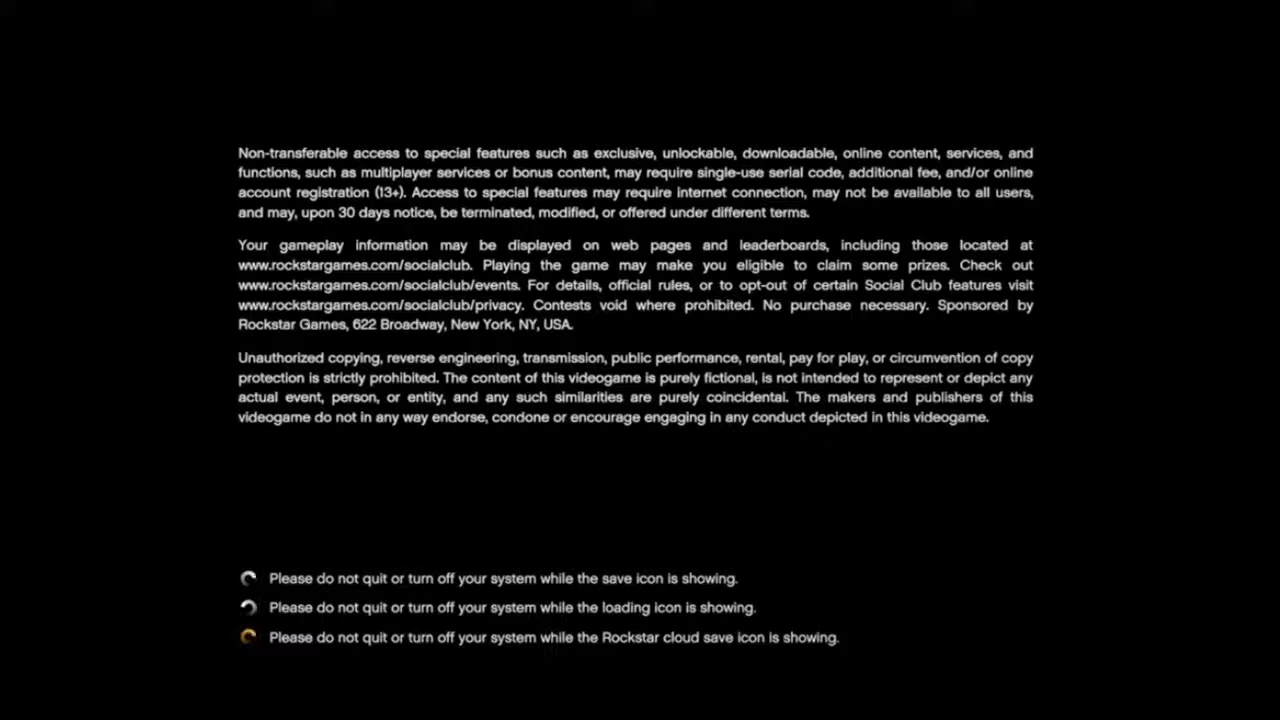 Non-transferable access to special features such as exclusive, unlockable, downloadable, online content, services, and
functions, such as multiplayer services or bonus content, may require single-use serial code, additional fee, and/or online
account registration (13+). Access to special features may require internet connection, may not be available to all users,
and may, upon 30 days notice, be terminated, modified, or offered under different terms.
Your gameplay information may be displayed on web pages and leaderboards, including those located at
www.rockstargames.com/socialclub. Playing the game may make you eligible to claim some prizes. Check out
www.rockstargames.com/socialclub/events. For details, official rules, or to opt-out of certain Social Club features visit
www.rockstargames.com/socialclub/privacy. Contests void where prohibited. No purchase necessary. Sponsored by
Rockstar Games, 622 Broadway, New York, NY, USA.
Unauthorized copying, reverse engineering, transmission, public performance, rental, pay for play, or circumvention of copy
protection is strictly prohibited. The content of this videogame is purely fictional, is not intended to represent or depict any
actual event, person, or entity, and any such similarities are purely coincidental. The makers and publishers of this
videogame do not in any way endorse, condone or encourage engaging in any conduct depicted in this videogame.
Please do not quit or turn off your system while the save icon is showing.
Please do not quit or turn off your system while the loading icon is showing.
Please do not quit or turn off your system while the Rockstar cloud save icon is showing.